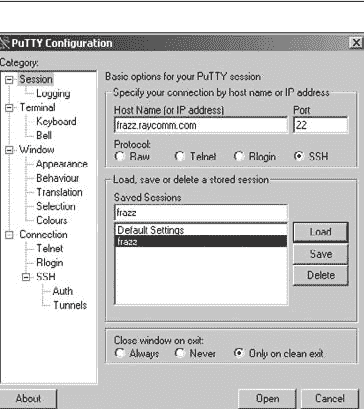 PuTTY Configuration
Category:
Session
Logging
Terminal
Keyboard
Bell
Window
Appearance
Behaviour
Translation
Selection
Colours
Connection
Telnet
Rlogin
SSH
Auth
Tunnels
Basic options for your PuTTY session
Specify your connection by host name or IP address
Host Name (or IP address) Port
frazz.raycomm.com 22
Protocol:
Raw Telnet Rlogin SSH
Load, save or delete a stored session
Saved Sessions
frazz
Default Settings
frazz
Load
Save
Delete
Close window on exit:
Always Never Only on clean exit
About Open Cancel